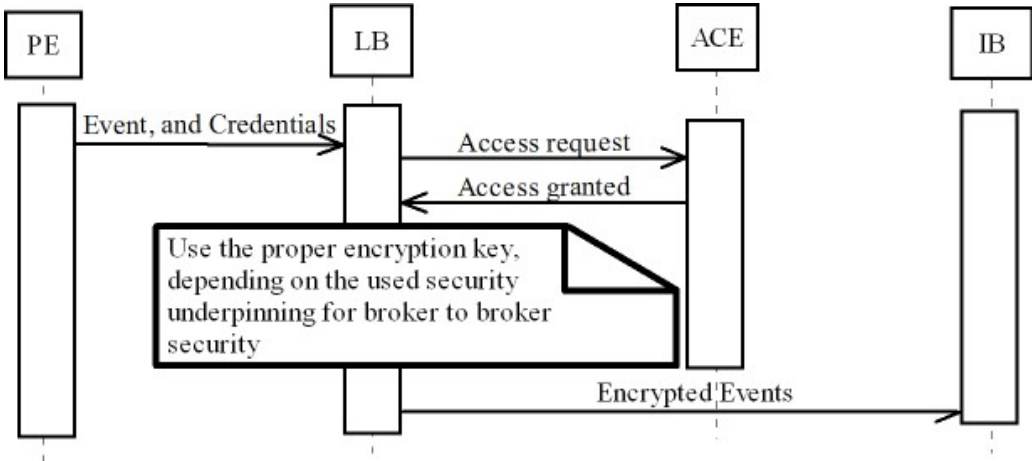 PE
LB
ACE
IB
Event, and Credentials
Access request
Access granted
Use the proper encryption key,
depending on the used security
underpinning for broker to broker
security
Encrypted Events